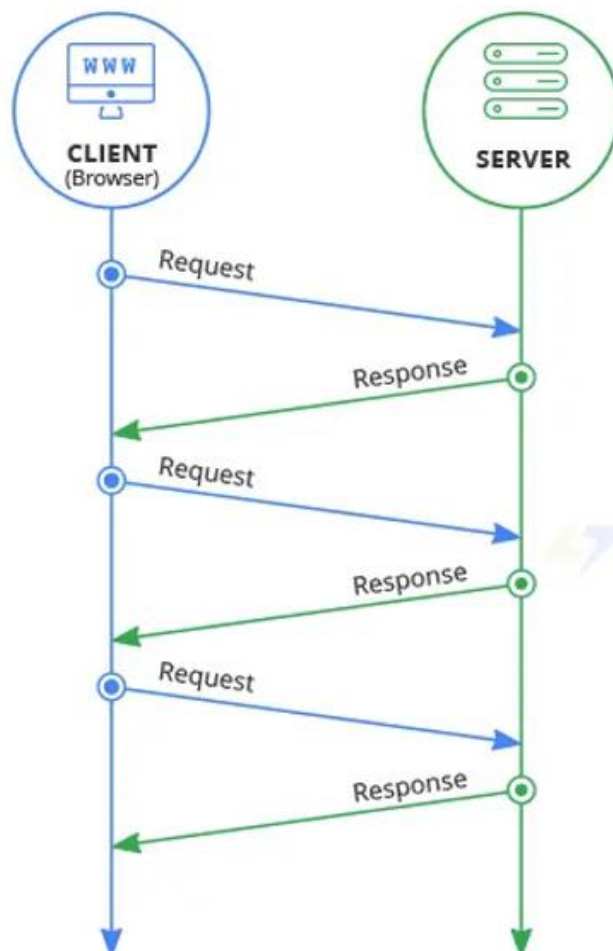 WWW
CLIENT
(Browser)
SERVER
Request
Response
Request
Response
Request
Response